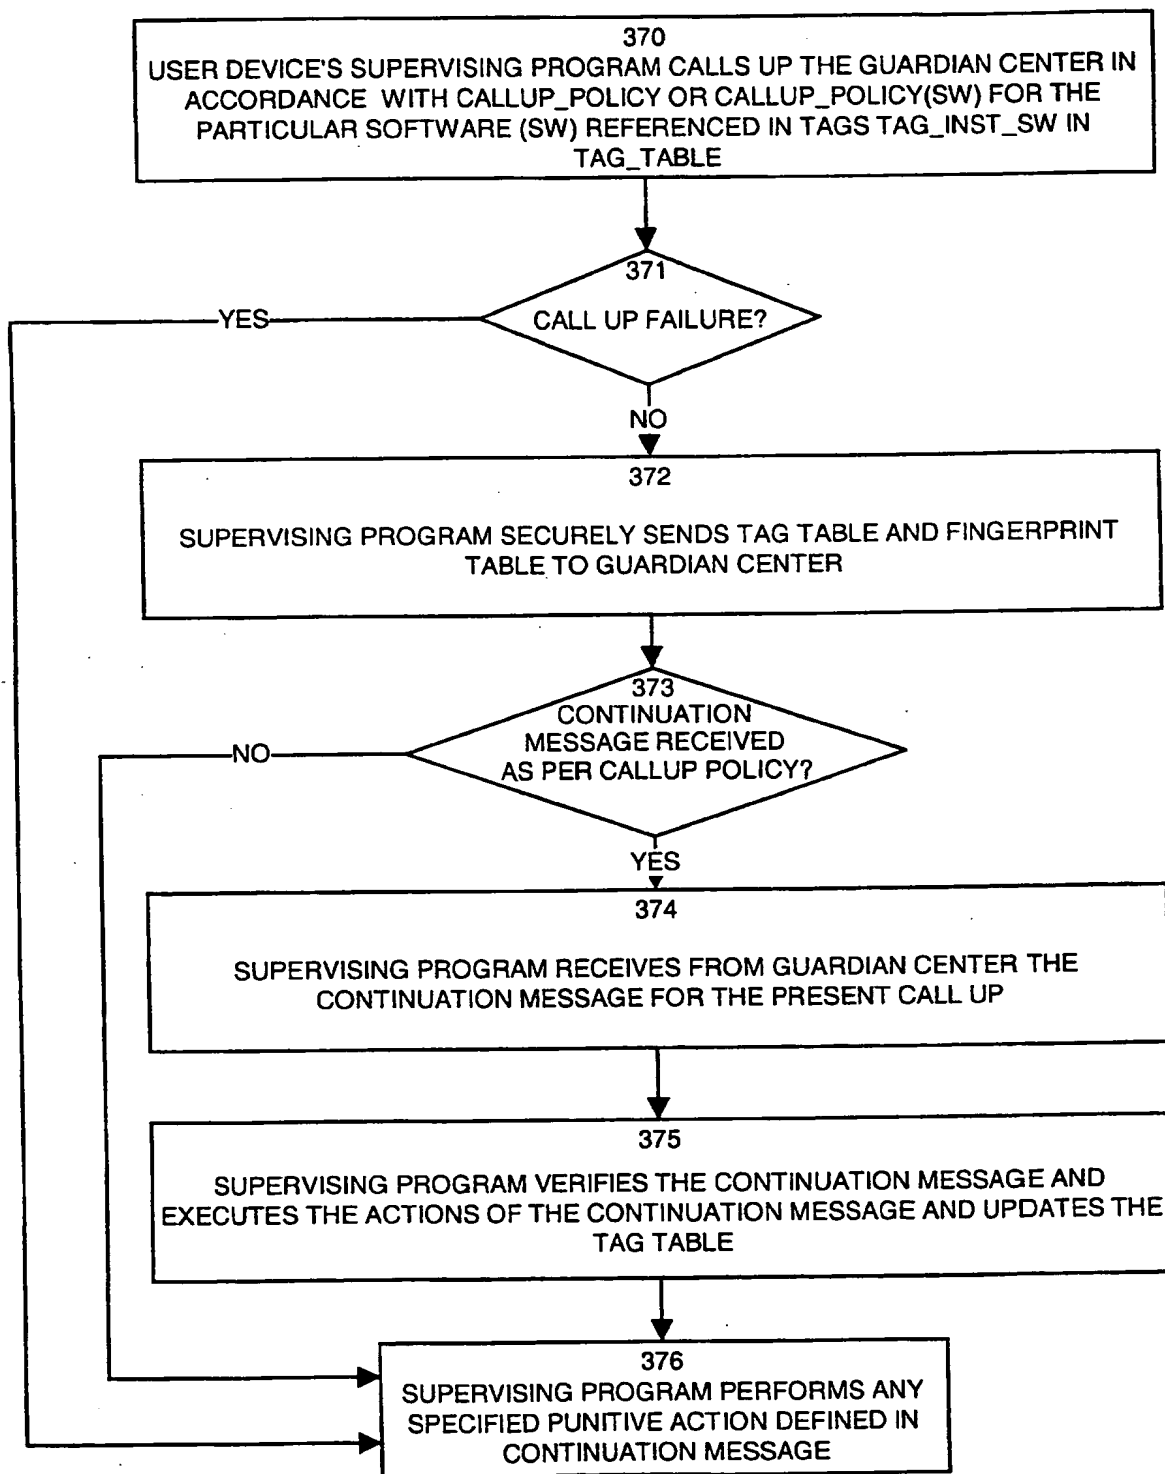 370
USER DEVICE'S SUPERVISING PROGRAM CALLS UP THE GUARDIAN CENTER IN
ACCORDANCE WITH CALLUP_POLICY OR CALLUP_POLICY(SW) FOR THE
PARTICULAR SOFTWARE (SW) REFERENCED IN TAGS TAG_INST_SW IN
TAG_TABLE
371
CALL UP FAILURE?
YES
NO
372
SUPERVISING PROGRAM SECURELY SENDS TAG TABLE AND FINGERPRINT
TABLE TO GUARDIAN CENTER
373
CONTINUATION
MESSAGE RECEIVED
AS PER CALLUP POLICY?
NO
YES
374
SUPERVISING PROGRAM RECEIVES FROM GUARDIAN CENTER THE
CONTINUATION MESSAGE FOR THE PRESENT CALL UP
375
SUPERVISING PROGRAM VERIFIES THE CONTINUATION MESSAGE AND
EXECUTES THE ACTIONS OF THE CONTINUATION MESSAGE AND UPDATES THE
TAG TABLE
376
SUPERVISING PROGRAM PERFORMS ANY
SPECIFIED PUNITIVE ACTION DEFINED IN
CONTINUATION MESSAGE